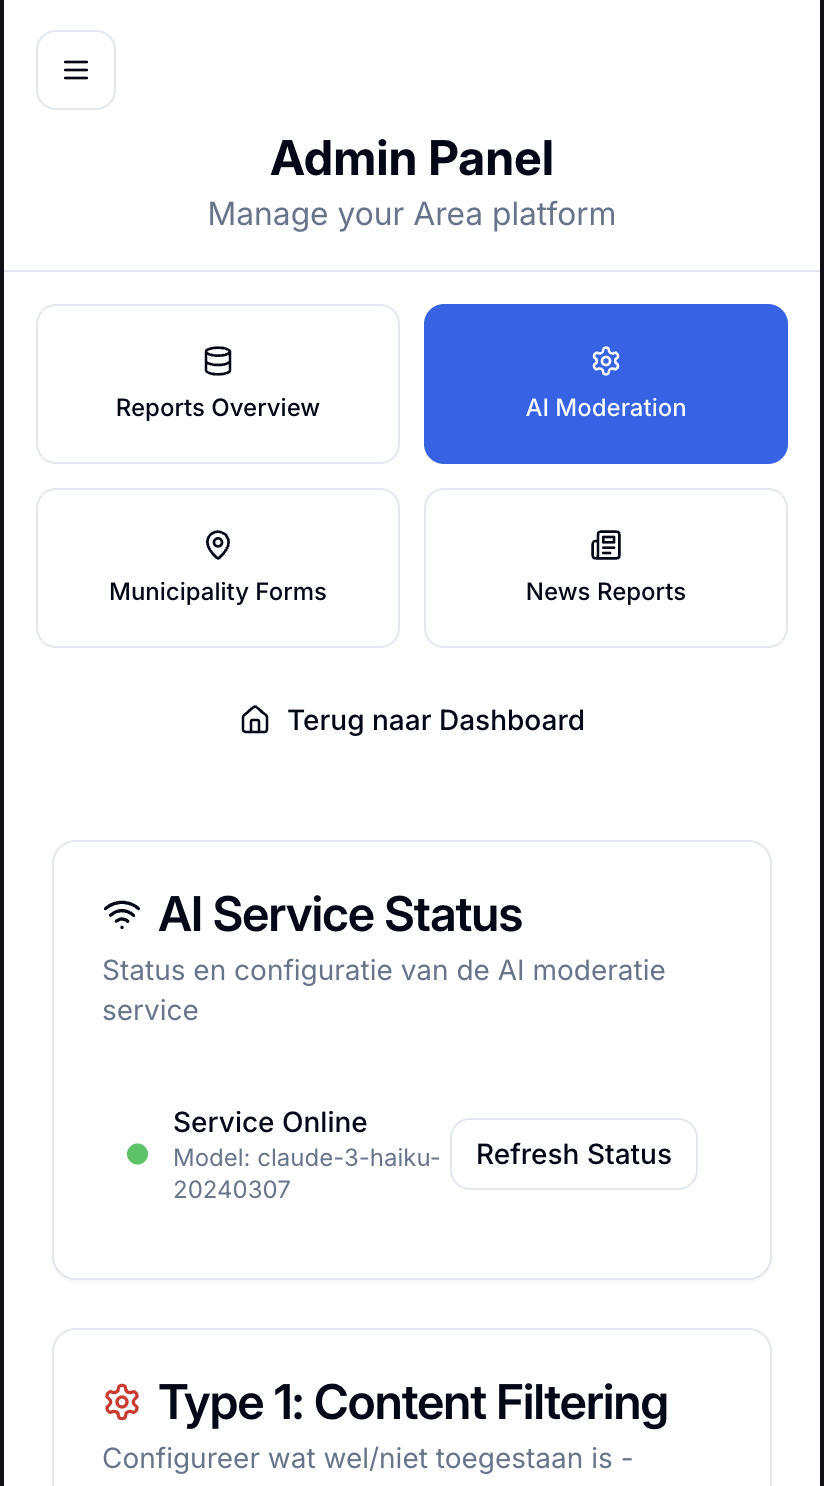 Admin Panel
Manage your Area platform
Reports Overview
AI Moderation
Municipality Forms
News Reports
Terug naar Dashboard
AI Service Status
Status en configuratie van de AI moderatie
service
Service Online
Model: claude-3-haiku-
20240307
Refresh Status
Type 1: Content Filtering
Configureer wat wel/niet toegestaan is -